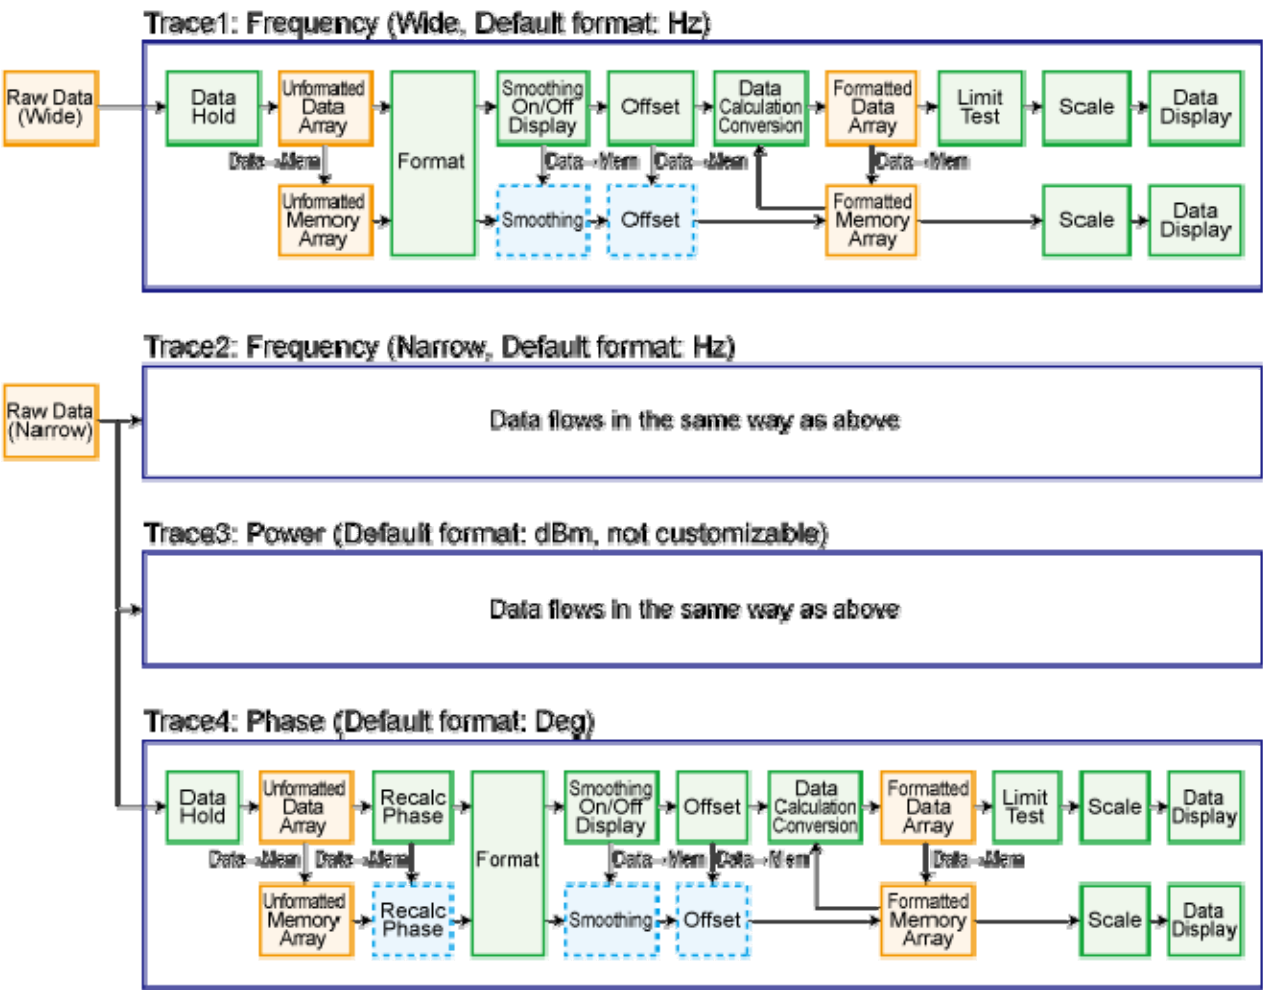 Trace1: Frequency (Wide, Default format: Hz)
Raw Data
(Wide)
Data
Hold
Unformatted
Data
Array
Format
Smoothing
On/Off
Display
Offset
Data
Calculation
Conversion
Formatted
Data
Array
Limit
Test
Scale
Data
Display
Data→Mem
Data→Mem
Data→Mem
Data→Mem
Unformatted
Memory
Array
Smoothing
Offset
Formatted
Memory
Array
Scale
Data
Display
Trace2: Frequency (Narrow, Default format: Hz)
Raw Data
(Narrow)
Data flows in the same way as above
Trace3: Power (Default format: dBm, not customizable)
Data flows in the same way as above
Trace4: Phase (Default format: Deg)
Data
Hold
Unformatted
Data
Array
Recalc
Phase
Format
Smoothing
On/Off
Display
Offset
Data
Calculation
Conversion
Formatted
Data
Array
Limit
Test
Scale
Data
Display
Data→Mem
Data→Mem
Data→Mem
Data→Mem
Data→Mem
Unformatted
Memory
Array
Recalc
Phase
Smoothing
Offset
Formatted
Memory
Array
Scale
Data
Display